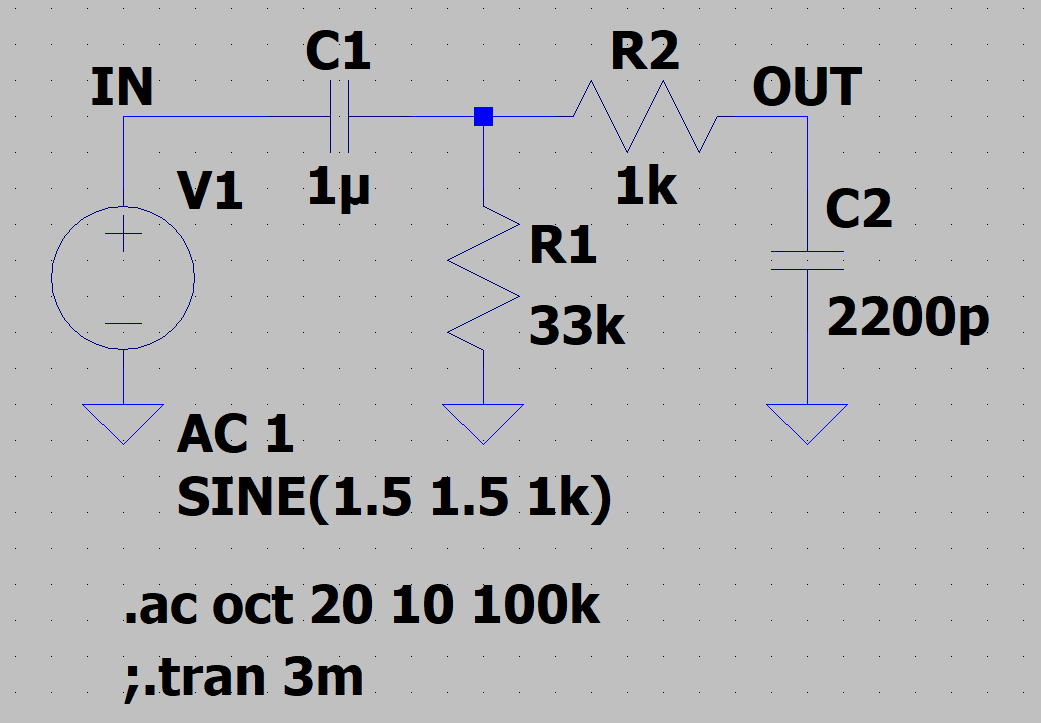 C1
R2
IN
OUT
V1
1µ
1k
C2
R1
33k
2200p
AC 1
SINE(1.5 1.5 1k)
.ac oct 20 10 100k
;.tran 3m